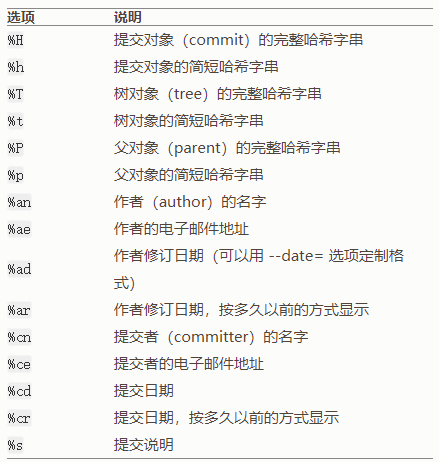 选项 说明
%H 提交对象（commit）的完整哈希字串
%h 提交对象的简短哈希字串
%T 树对象（tree）的完整哈希字串
%t 树对象的简短哈希字串
%P 父对象（parent）的完整哈希字串
%p 父对象的简短哈希字串
%an 作者（author）的名字
%ae 作者的电子邮件地址
%ad 作者修订日期（可以用 --date= 选项定制格
式）
%ar 作者修订日期，按多久以前的方式显示
%cn 提交者（committer）的名字
%ce 提交者的电子邮件地址
%cd 提交日期
%cr 提交日期，按多久以前的方式显示
%s 提交说明